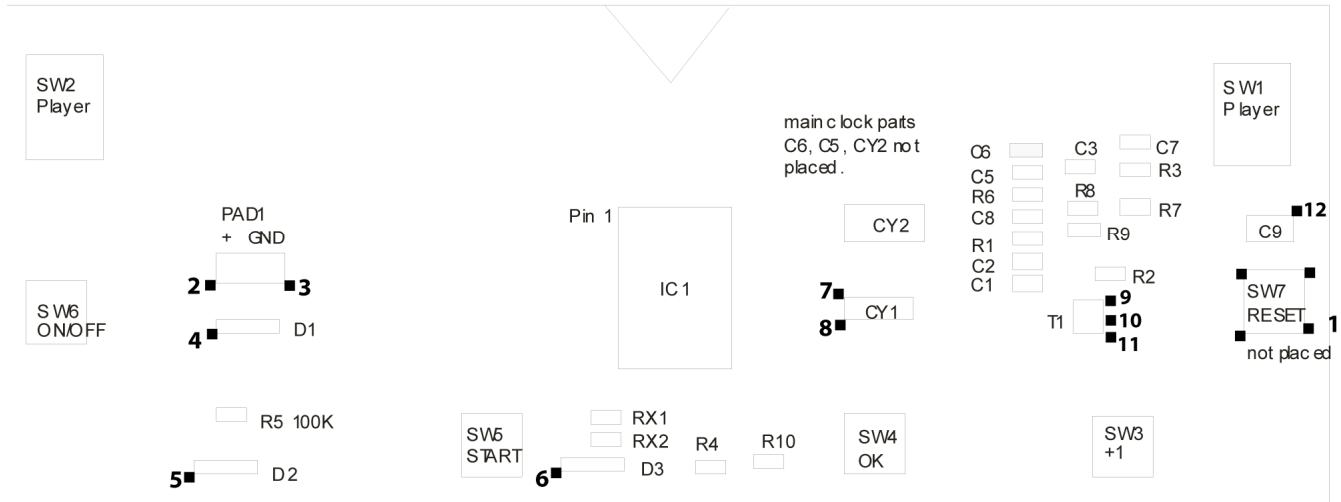 SW2
Player
SW1
Player
main clock parts
C6, C5, CY2 not
placed.
C6
C3
C7
C5
R3
R6
R8
C8
R7
R9
R1
C2
C1
R2
PAD1
+ GND
2
3
Pin 1
IC1
CY2
7
CY1
8
12
C9
SW7
RESET
1
not placed
T1
9
10
11
SW6
ON/OFF
4
D1
R5 100K
5
D2
SW5
START
RX1
RX2
6
D3
R4
R10
SW4
OK
SW3
+1